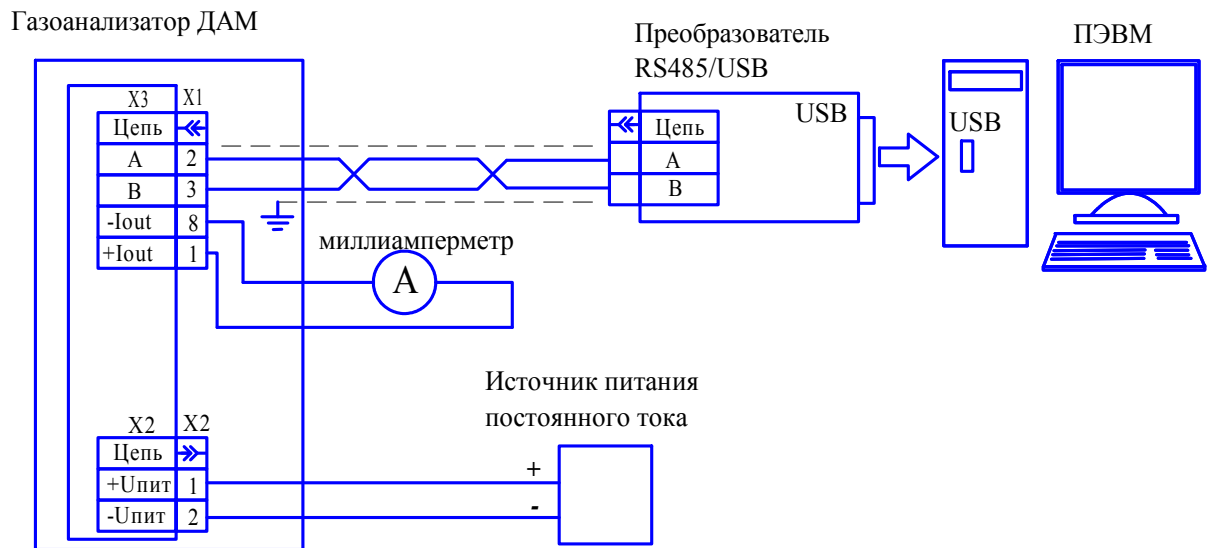 Газоанализатор ДАМ
Преобразователь
RS485/USB
ПЭВМ
X3 X1
Цепь
A 2
B 3
-Iout 8
+Iout 1
миллиамперметр
A
Цепь
A
B
USB
USB
Источник питания
постоянного тока
X2 X2
Цепь
+Uпит 1
-Uпит 2
+
-